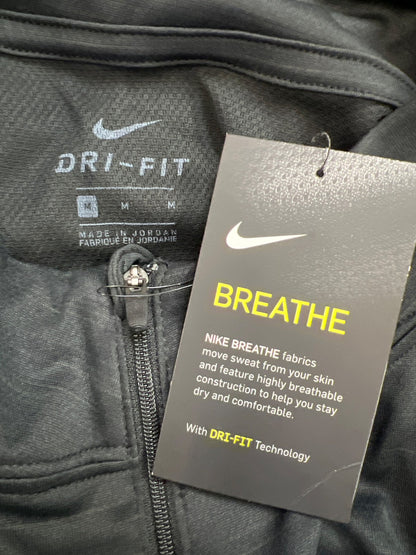 DRI-FIT
M M M
MADE IN JORDAN
FABRIQUÉ EN JORDANIE
BREATHE
NIKE BREATHE fabrics
move sweat from your skin
and feature highly breathable
construction to help you stay
dry and comfortable.
With DRI-FIT Technology